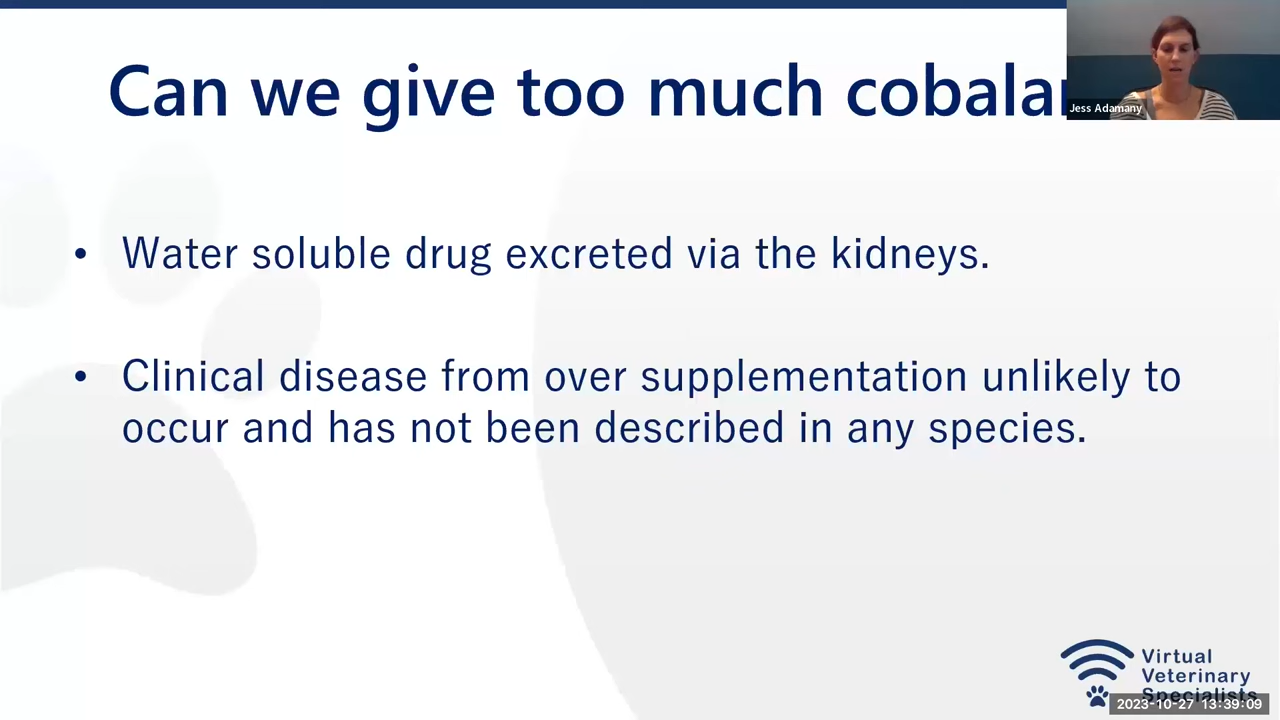 Can we give too much cobala
Jess Adamany
• Water soluble drug excreted via the kidneys.
• Clinical disease from over supplementation unlikely to
occur and has not been described in any species.
Virtual
Veterinary
Specialists
2023-10-27 13:39:09